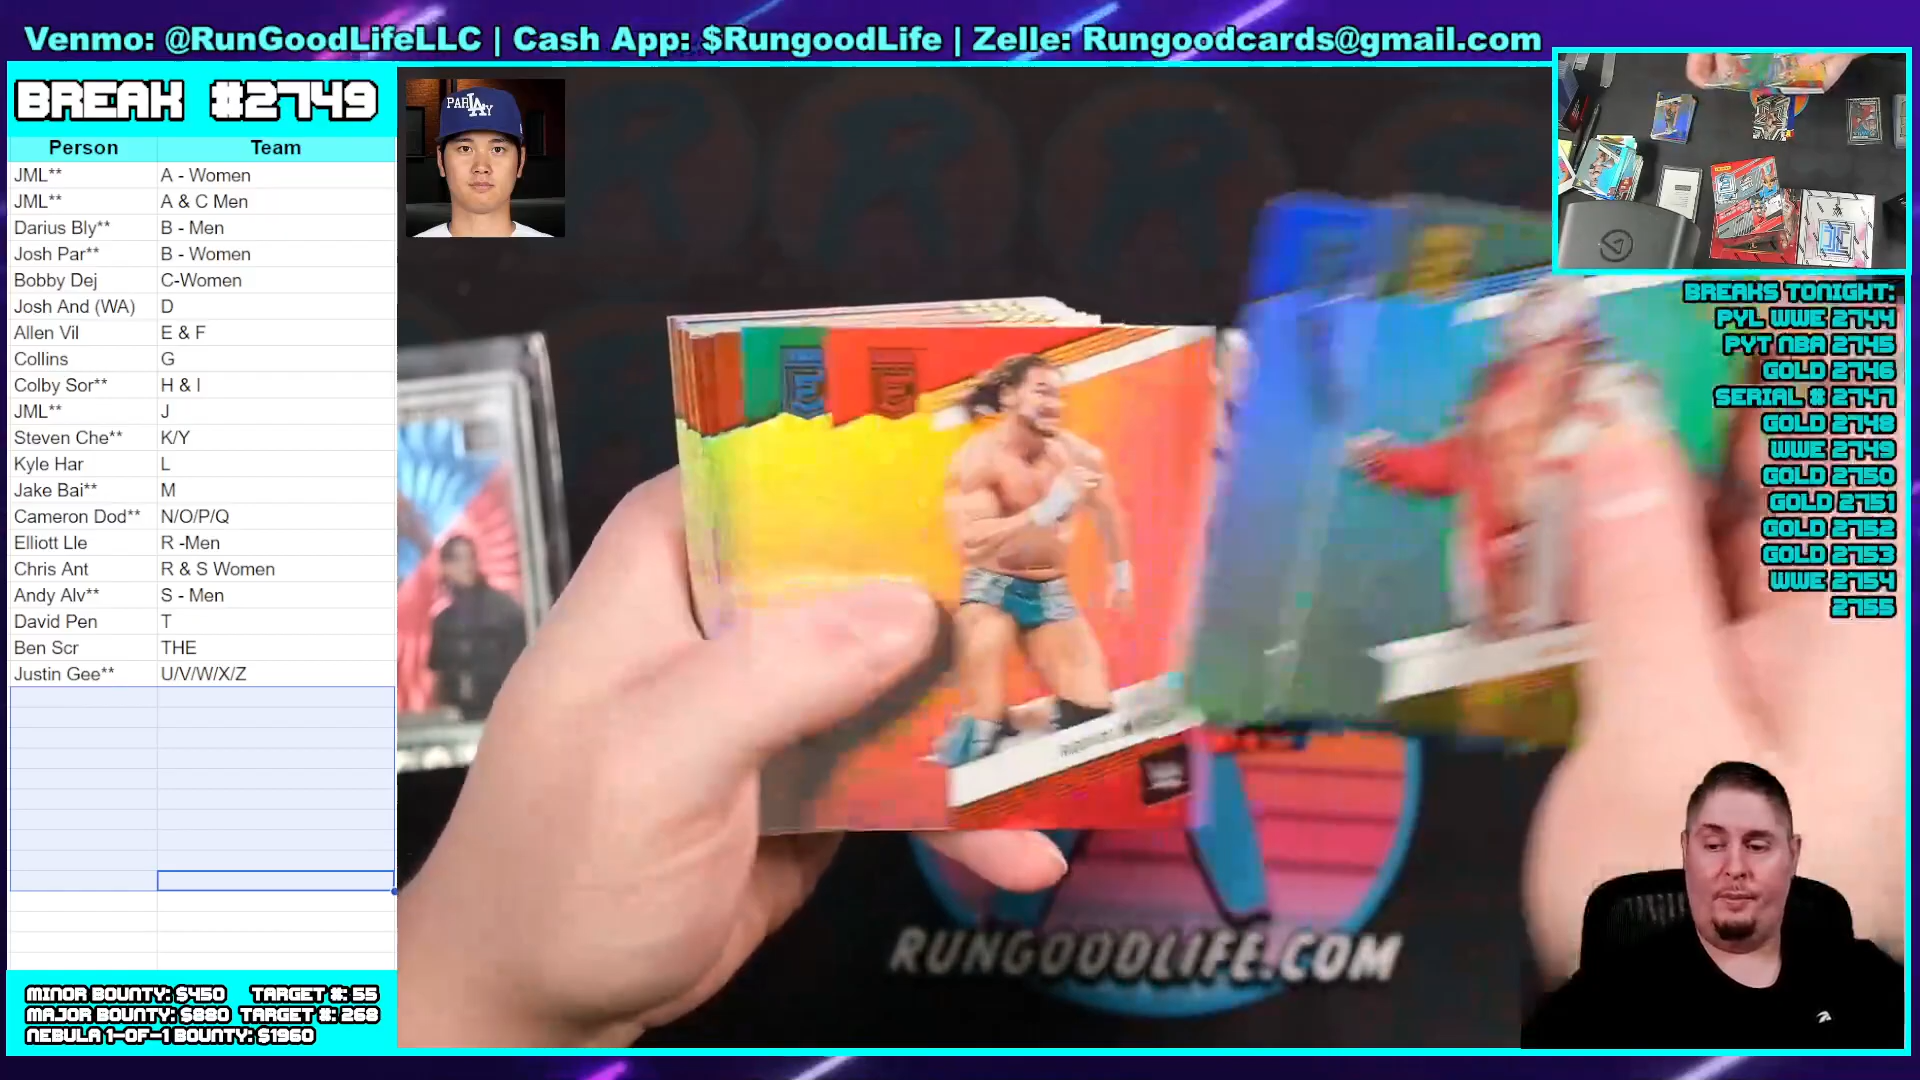 Venmo: @RunGoodLifeLLC | Cash App: $RungoodLife | Zelle: Rungoodcards@gmail.com
BREAK #2749
Person Team
JML** A - Women
JML** A & C Men
Darius Bly** B - Men
Josh Par** B - Women
Bobby Dej C-Women
Josh And (WA) D
Allen Vil E & F
Collins G
Colby Sor** H & I
JML** J
Steven Che** K/Y
Kyle Har L
Jake Bai** M
Cameron Dod** N/O/P/Q
Elliott Lle R -Men
Chris Ant R & S Women
Andy Alv** S - Men
David Pen T
Ben Scr THE
Justin Gee** U/V/W/X/Z
MINOR BOUNTY: $450 TARGET #: 55
MAJOR BOUNTY: $880 TARGET #: 268
NEBULA 1-OF-1 BOUNTY: $1960
PARLAY
RUNGOODLIFE.COM
BREAKS TONIGHT:
PYL WWE 2744
PYT NBA 2745
GOLD 2746
SERIAL # 2747
GOLD 2748
WWE 2749
GOLD 2750
GOLD 2751
GOLD 2752
GOLD 2753
WWE 2754
2755